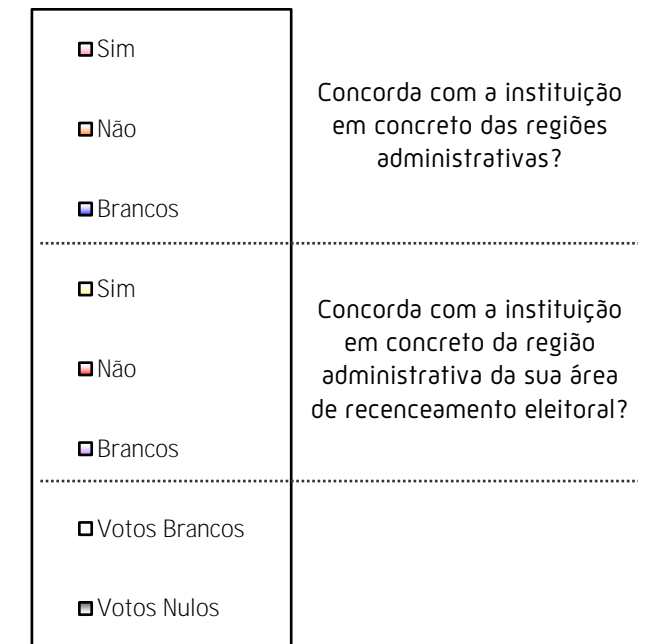 Sim
Não
Brancos
Concorda com a instituição
em concreto das regiões
administrativas?
Sim
Não
Brancos
Concorda com a instituição
em concreto da região
administrativa da sua área
de recenceamento eleitoral?
Votos Brancos
Votos Nulos